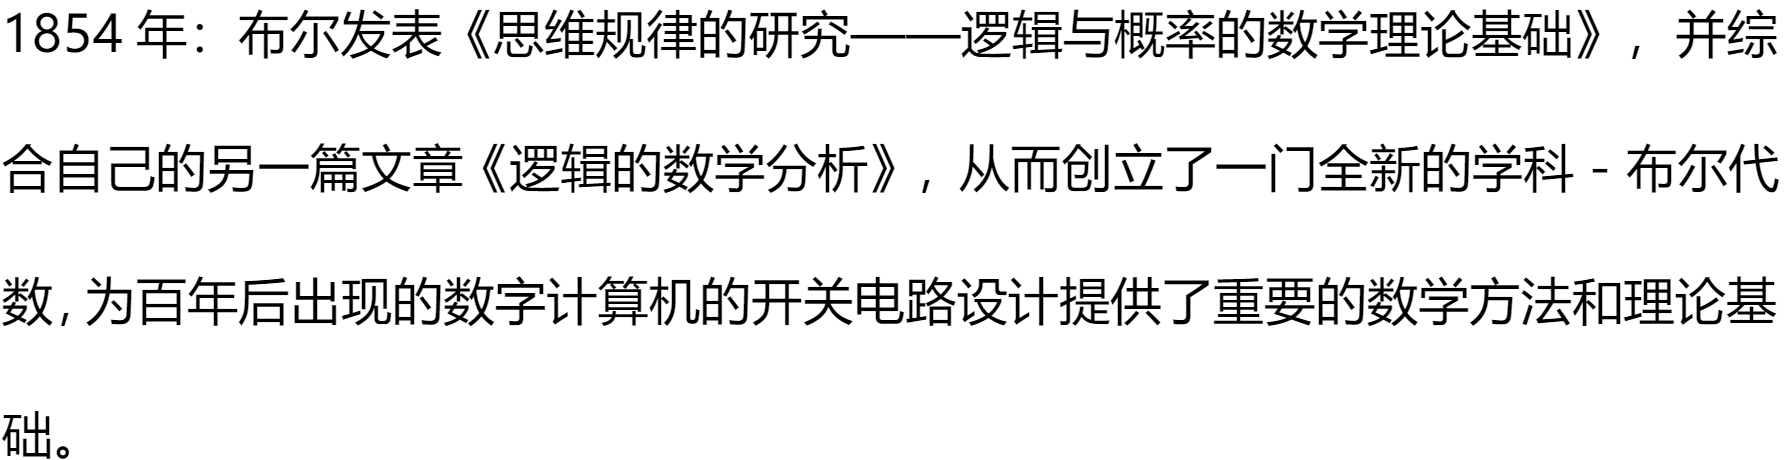 1854 年：布尔发表《思维规律的研究——逻辑与概率的数学理论基础》，并综
合自己的另一篇文章《逻辑的数学分析》，从而创立了一门全新的学科 - 布尔代
数，为百年后出现的数字计算机的开关电路设计提供了重要的数学方法和理论基
础。